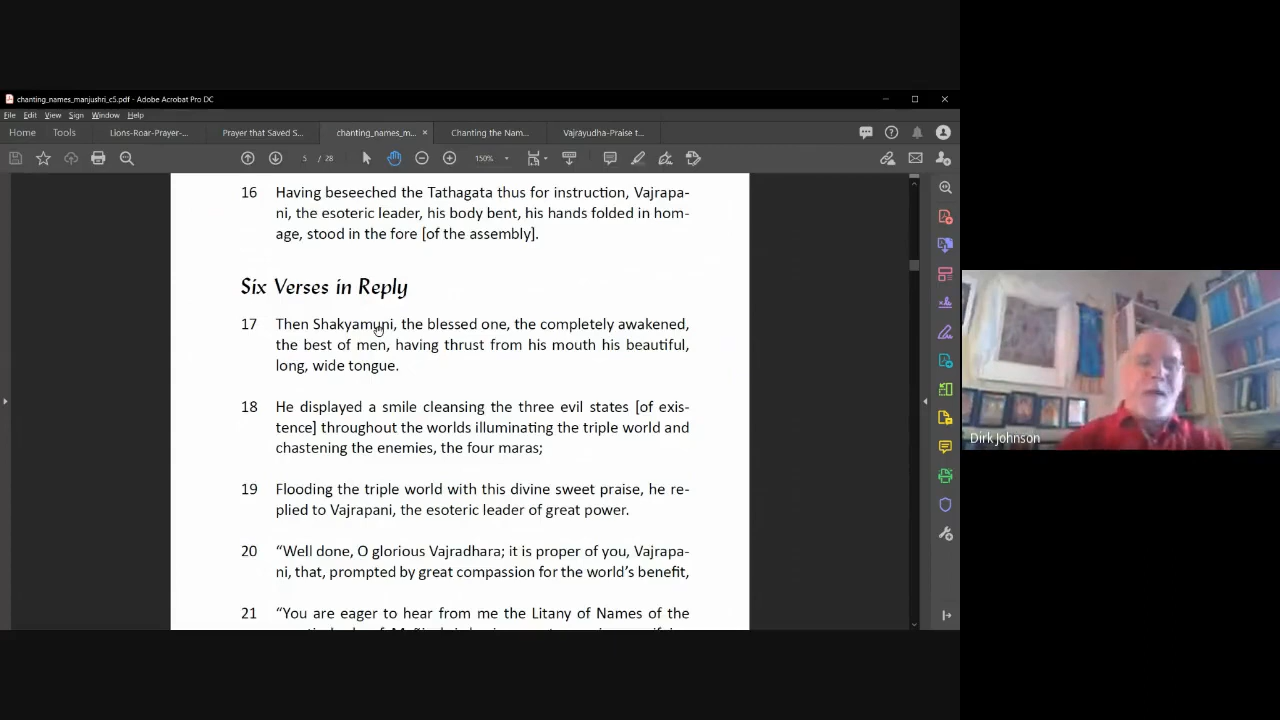 chanting_names_manjushri_c5.pdf - Adobe Acrobat Pro DC
File Edit View Sign Window Help
Home Tools Lions-Roar-Prayer-... Prayer that Saved S... chanting_names_m... × Chanting the Nam... Vajrayudha-Praise t...
5 / 28 150%
16 Having beseeched the Tathagata thus for instruction, Vajrapa-
ni, the esoteric leader, his body bent, his hands folded in hom-
age, stood in the fore [of the assembly].
Six Verses in Reply
17 Then Shakyamuni, the blessed one, the completely awakened,
the best of men, having thrust from his mouth his beautiful,
long, wide tongue.
18 He displayed a smile cleansing the three evil states [of exis-
tence] throughout the worlds illuminating the triple world and
chastening the enemies, the four maras;
19 Flooding the triple world with this divine sweet praise, he re-
plied to Vajrapani, the esoteric leader of great power.
20 “Well done, O glorious Vajradhara; it is proper of you, Vajrapa-
ni, that, prompted by great compassion for the world’s benefit,
21 “You are eager to hear from me the Litany of Names of the
Dirk Johnson